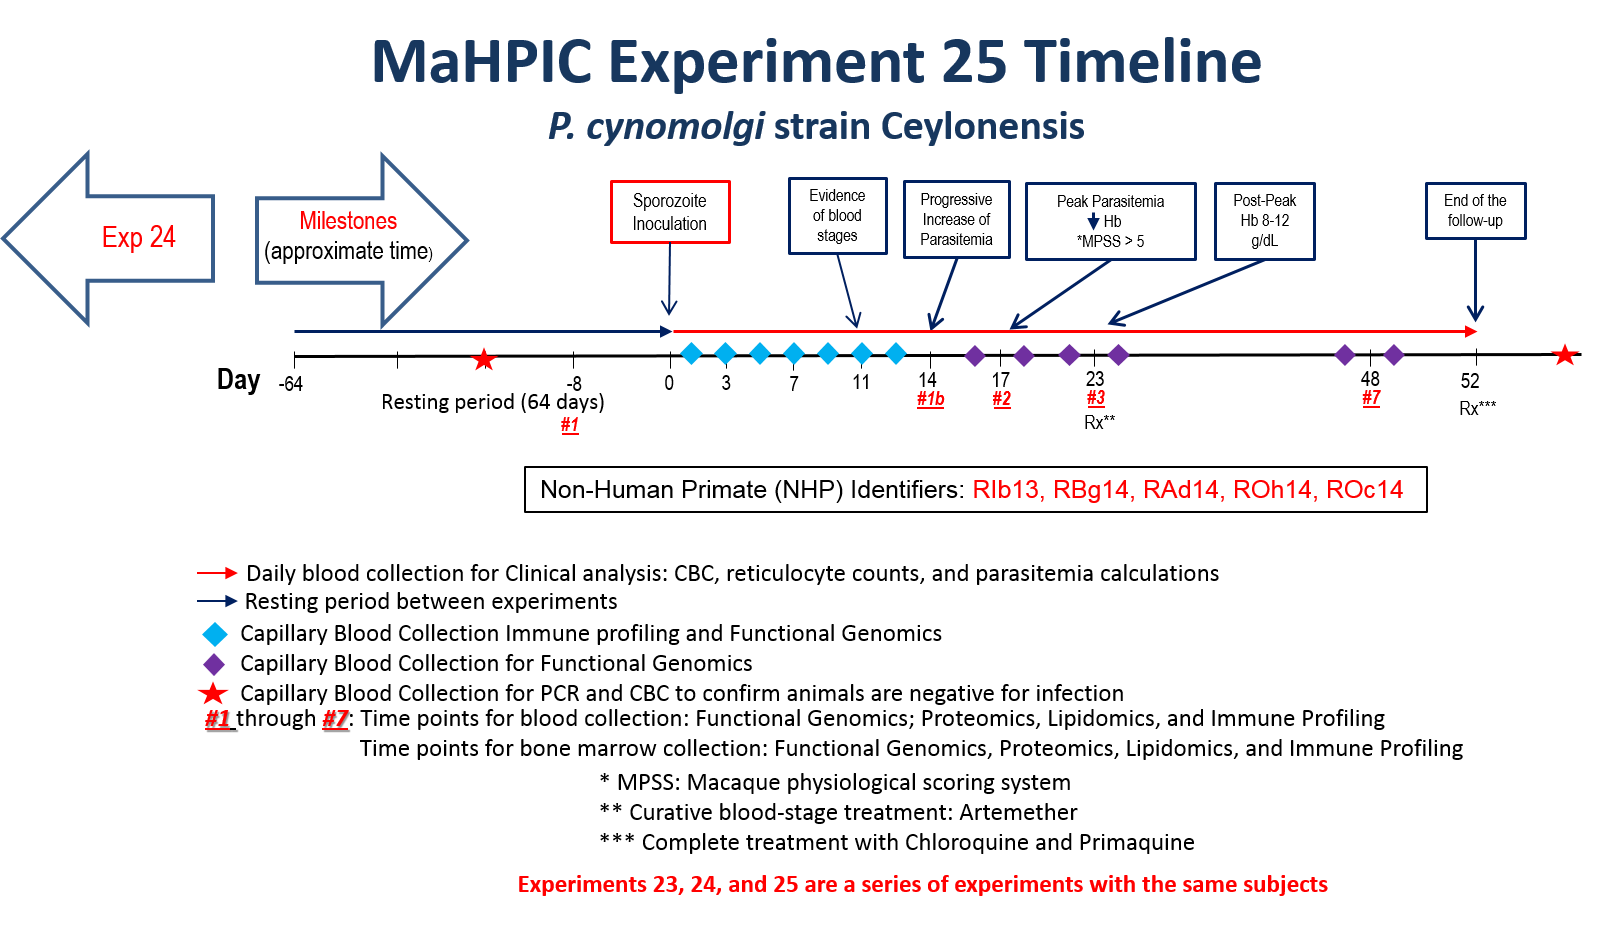 MaHPIC Experiment 25 Timeline
P. cynomolgi strain Ceylonensis
Exp 24
Milestones
(approximate time)
Sporozoite
Inoculation
Evidence
of blood
stages
Progressive
Increase of
Parasitemia
Peak Parasitemia
Hb
*MPSS > 5
Post-Peak
Hb 8-12
g/dL
End of the
follow-up
Day
-64
-8
0
3
7
11
14
17
23
48
52
Resting period (64 days)
#1
#1b
#2
#3
#7
Rx**
Rx***
Non-Human Primate (NHP) Identifiers: RIb13, RBg14, RAd14, ROh14, ROc14
Daily blood collection for Clinical analysis: CBC, reticulocyte counts, and parasitemia calculations
Resting period between experiments
Capillary Blood Collection Immune profiling and Functional Genomics
Capillary Blood Collection for Functional Genomics
Capillary Blood Collection for PCR and CBC to confirm animals are negative for infection
#1 through #7: Time points for blood collection: Functional Genomics; Proteomics, Lipidomics, and Immune Profiling
Time points for bone marrow collection: Functional Genomics, Proteomics, Lipidomics, and Immune Profiling
* MPSS: Macaque physiological scoring system
** Curative blood-stage treatment: Artemether
*** Complete treatment with Chloroquine and Primaquine
Experiments 23, 24, and 25 are a series of experiments with the same subjects